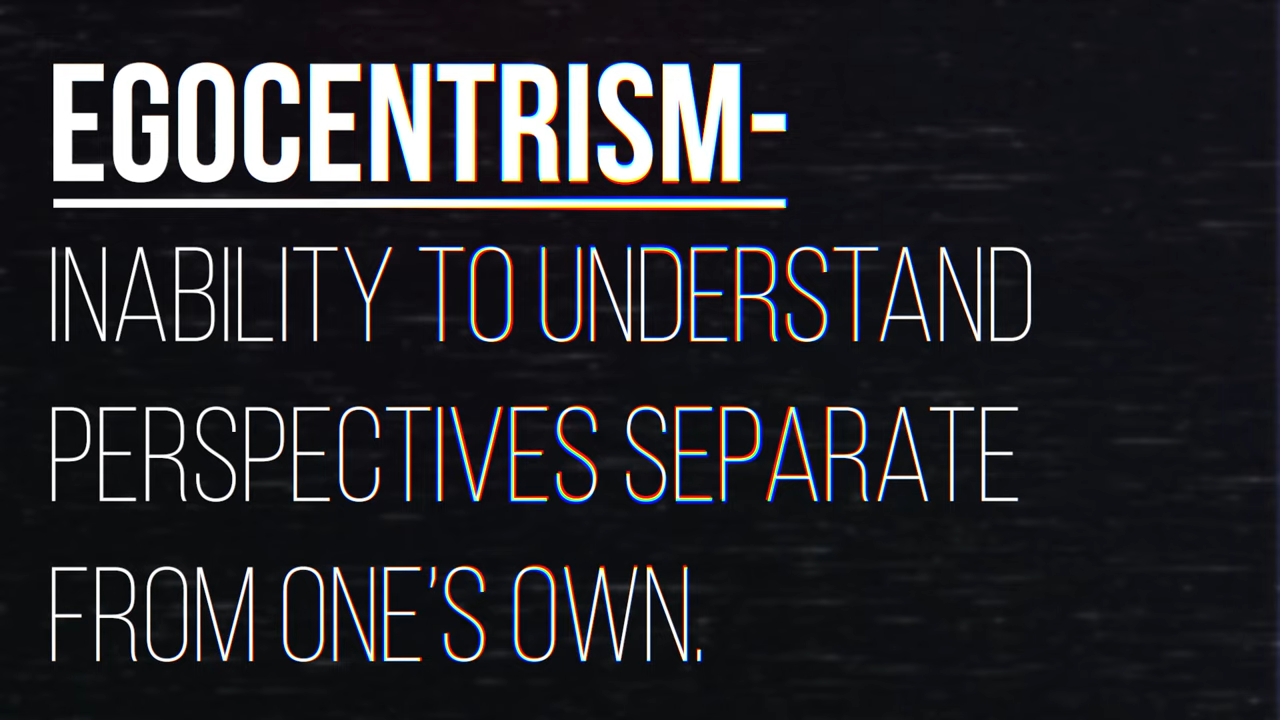 EGOCENTRISM-
INABILITY TO UNDERSTAND
PERSPECTIVES SEPARATE
FROM ONE’S OWN.